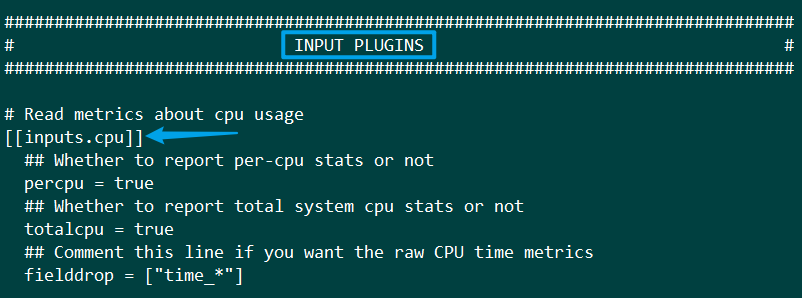 ###############################################################################
#                            INPUT PLUGINS                                    #
###############################################################################

# Read metrics about cpu usage
[[inputs.cpu]]
  ## Whether to report per-cpu stats or not
  percpu = true
  ## Whether to report total system cpu stats or not
  totalcpu = true
  ## Comment this line if you want the raw CPU time metrics
  fielddrop = ["time_*"]